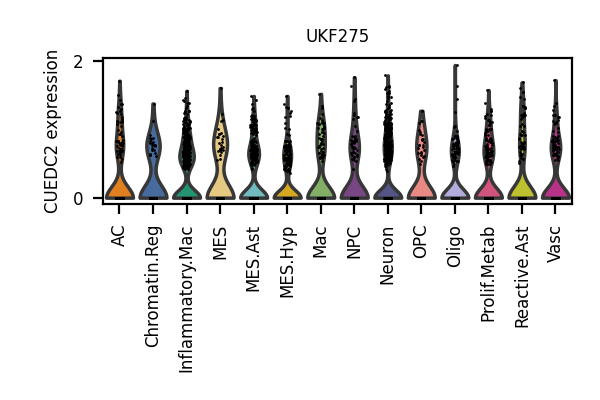 UKF275
CUEDC2 expression
2
0
AC
Chromatin.Reg
Inflammatory.Mac
MES
MES.Ast
MES.Hyp
Mac
NPC
Neuron
OPC
Oligo
Prolif.Metab
Reactive.Ast
Vasc